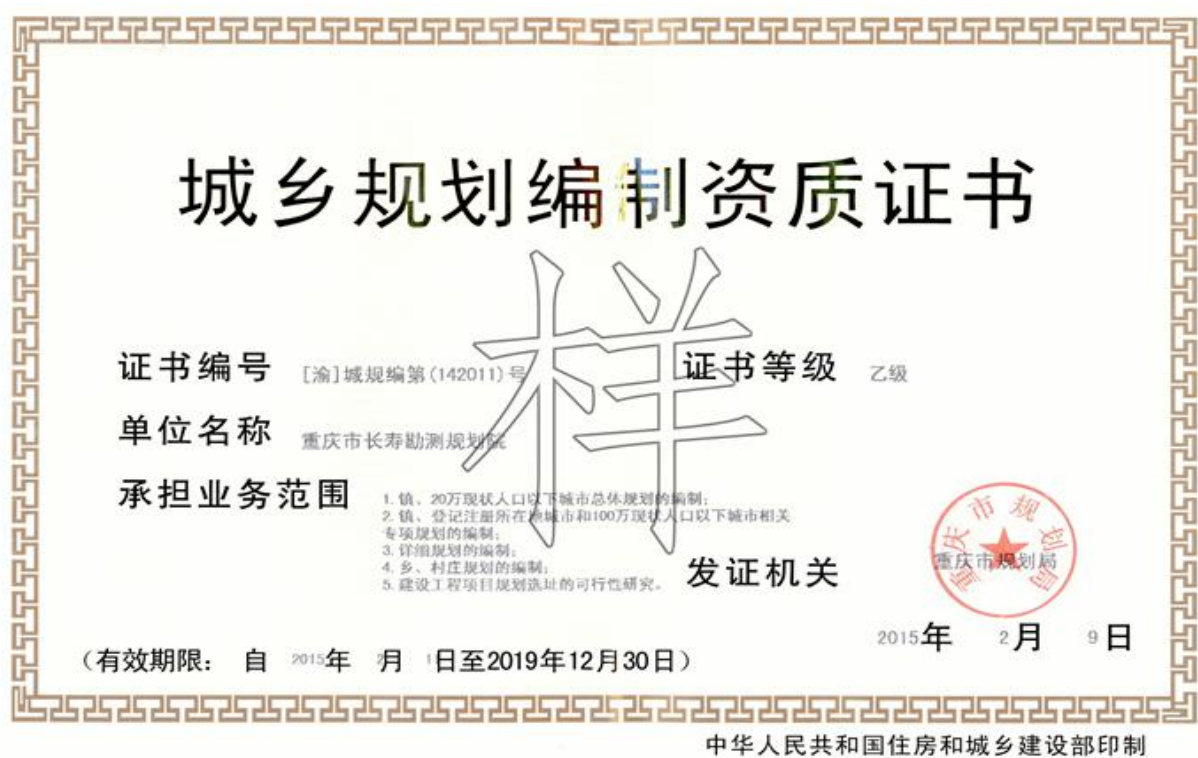 城乡规划编制资质证书
样
证书编号 [渝]城规编第(142011)号 证书等级 乙级
单位名称 重庆市长寿勘测规划院
承担业务范围 1. 镇、20万现状人口以下城市总体规划的编制;
2. 镇、登记注册所在地城市和100万现状人口以下城市相关
专项规划的编制;
3. 详细规划的编制;
4. 乡、村庄规划的编制;
5. 建设工程项目规划选址的可行性研究。
发证机关 重庆市规划局
重庆市规划局
2015年 2月 9日
(有效期限: 自 2015年 月 日至2019年12月30日)
中华人民共和国住房和城乡建设部印制